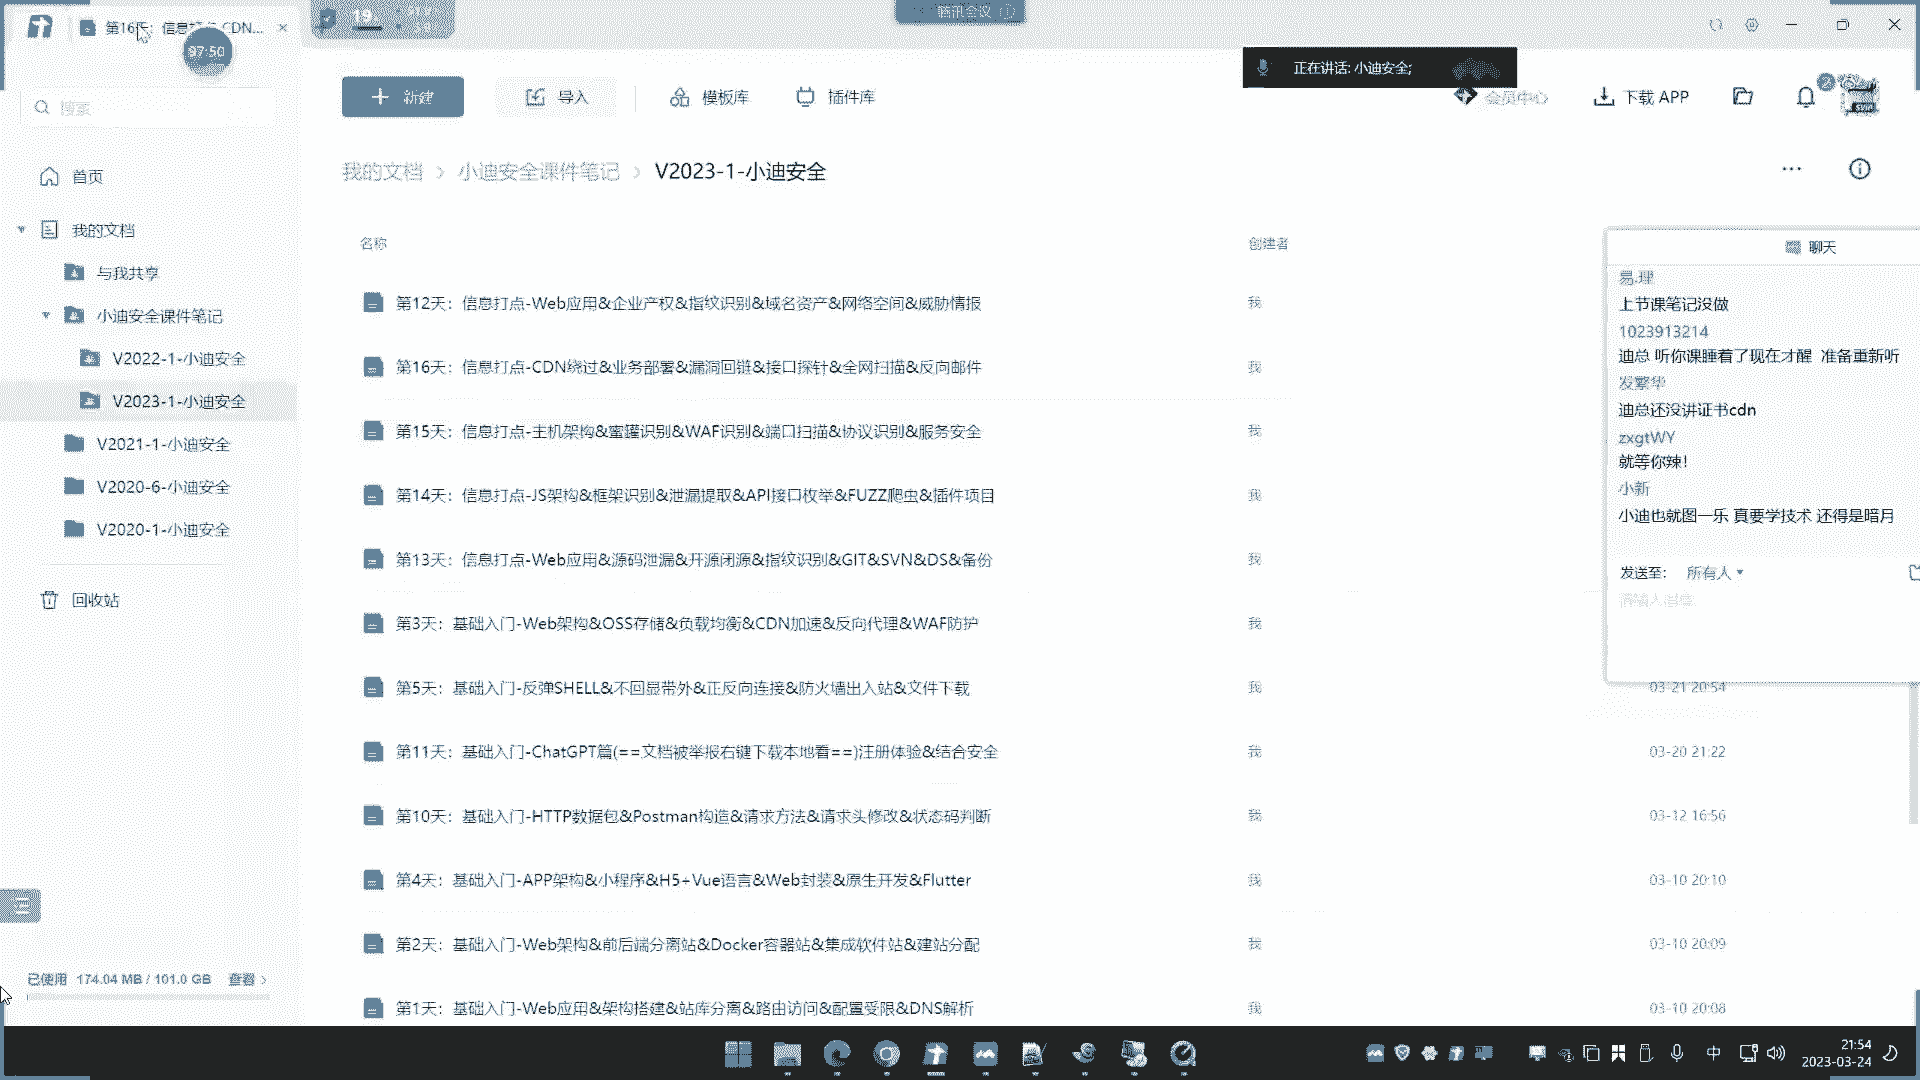 第16天：信息打点-CDN...
97:50
19
腾讯会议
正在讲话: 小迪安全;
搜索
新建
导入
模板库
插件库
会员中心
下载 APP
2
首页
我的文档
与我共享
小迪安全课件笔记
V2022-1-小迪安全
V2023-1-小迪安全
V2021-1-小迪安全
V2020-6-小迪安全
V2020-1-小迪安全
回收站
已使用 174.04 MB / 101.0 GB 查看
我的文档 > 小迪安全课件笔记 > V2023-1-小迪安全
名称 创建者
第12天：信息打点-Web应用&企业产权&指纹识别&域名资产&网络空间&威胁情报 我
第16天：信息打点-CDN绕过&业务部署&漏洞回链&接口探针&全网扫描&反向邮件 我
第15天：信息打点-主机架构&蜜罐识别&WAF识别&端口扫描&协议识别&服务安全 我
第14天：信息打点-JS架构&框架识别&泄漏提取&API接口枚举&FUZZ爬虫&插件项目 我
第13天：信息打点-Web应用&源码泄漏&开源闭源&指纹识别&GIT&SVN&DS&备份 我
第3天：基础入门-Web架构&OSS存储&负载均衡&CDN加速&反向代理&WAF防护 我
第5天：基础入门-反弹SHELL&不回显带外&正反向连接&防火墙出入站&文件下载 我 03-21 20:54
第11天：基础入门-ChatGPT篇(==文档被举报右键下载本地看==)注册体验&结合安全 我 03-20 21:22
第10天：基础入门-HTTP数据包&Postman构造&请求方法&请求头修改&状态码判断 我 03-12 16:56
第4天：基础入门-APP架构&小程序&H5+Vue语言&Web封装&原生开发&Flutter 我 03-10 20:10
第2天：基础入门-Web架构&前后端分离站&Docker容器站&集成软件站&建站分配 我 03-10 20:09
第1天：基础入门-Web应用&架构搭建&站库分离&路由访问&配置受限&DNS解析 我 03-10 20:08
聊天
易.理
上节课笔记没做
1023913214
迪总 听你课睡着了现在才醒 准备重新听
发繁华
迪总还没讲证书cdn
zxgtWY
就等你辣！
小新
小迪也就图一乐 真要学技术 还得是暗月
发送至： 所有人
请输入消息
中
21:54
2023-03-24